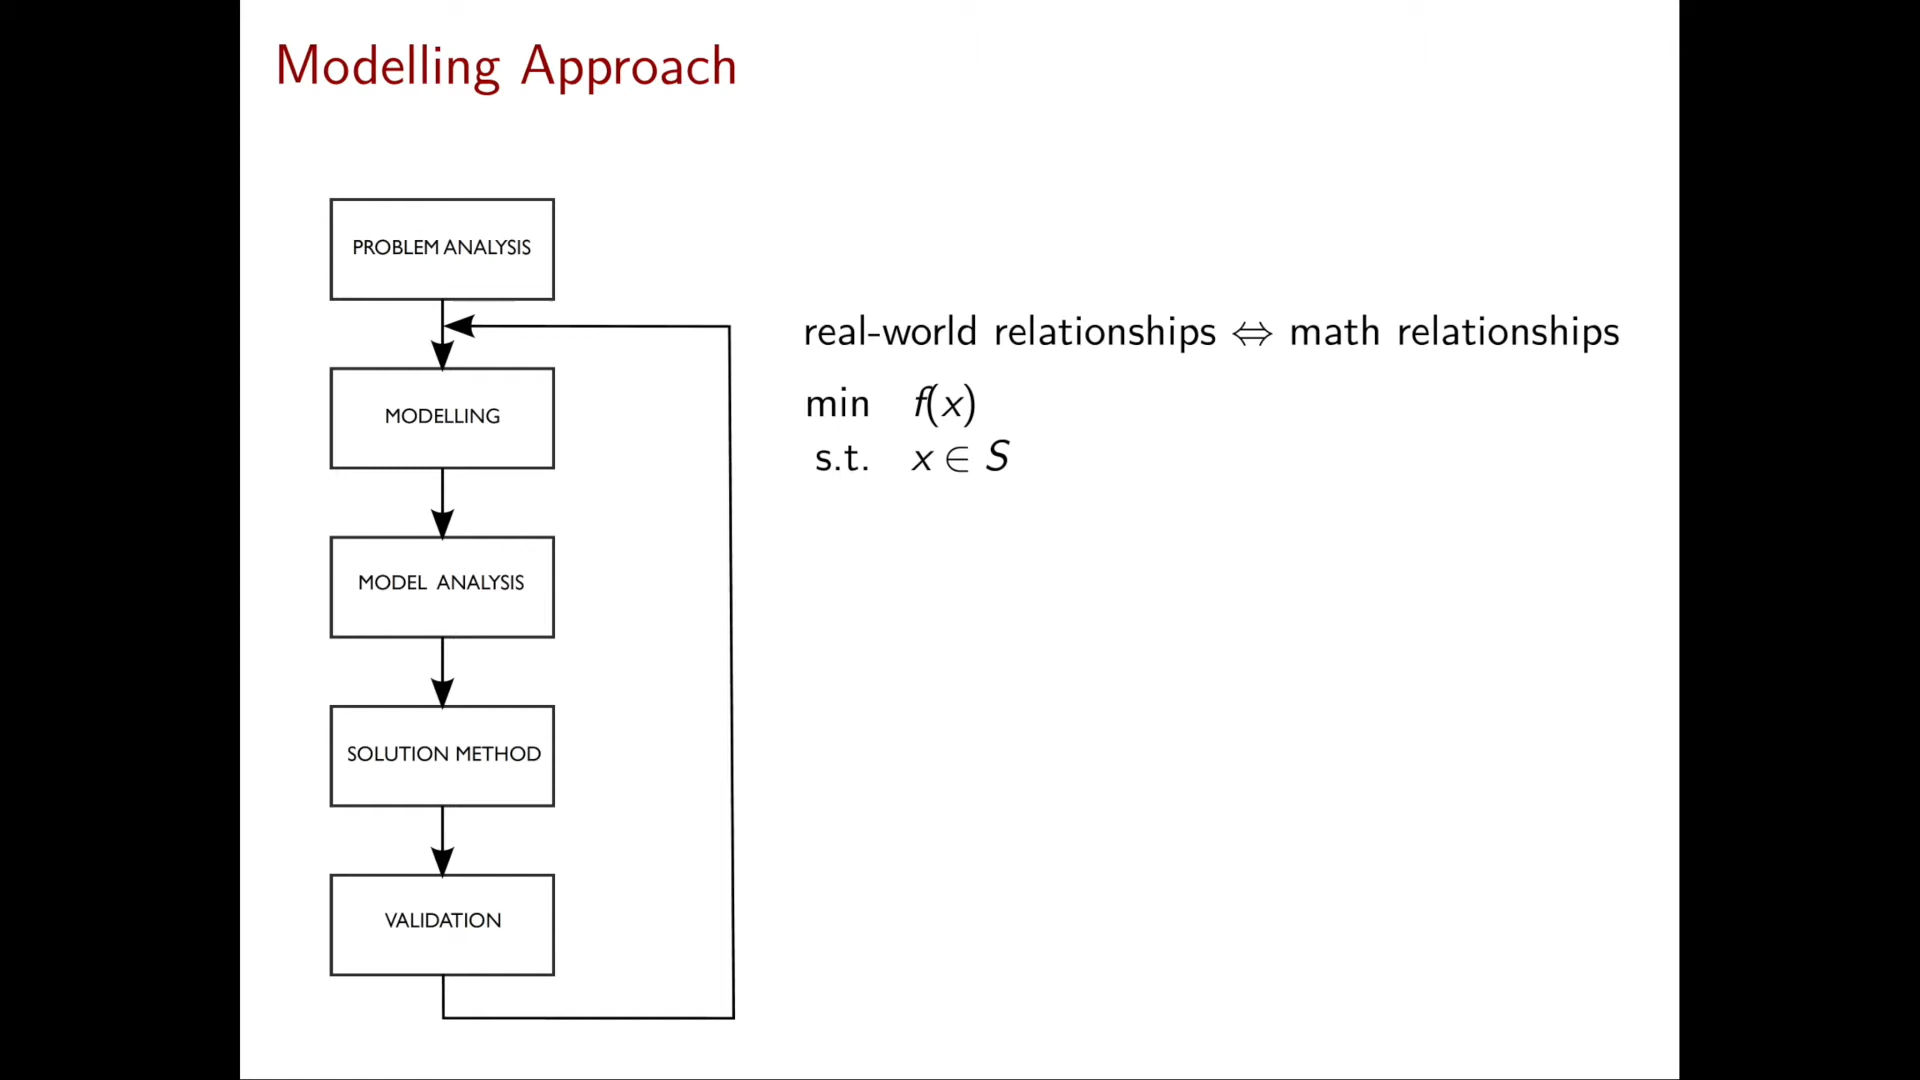 Modelling Approach
PROBLEM ANALYSIS
real-world relationships ⇔ math relationships
min f(x)
s.t. x ∈ S
MODELLING
MODEL ANALYSIS
SOLUTION METHOD
VALIDATION